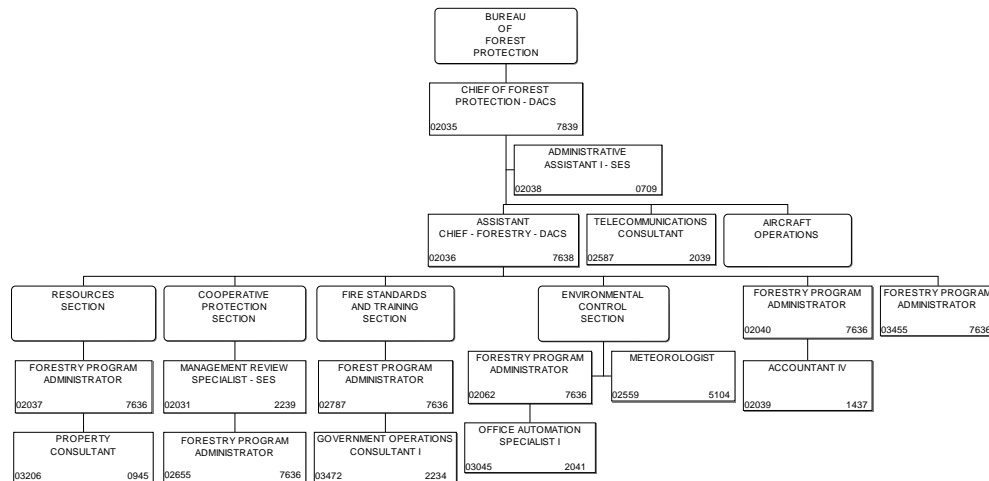 BUREAU
OF
FOREST
PROTECTION
CHIEF OF FOREST
PROTECTION - DACS
02035 7839
ADMINISTRATIVE
ASSISTANT I - SES
02038 0709
ASSISTANT
CHIEF - FORESTRY - DACS
02036 7638
TELECOMMUNICATIONS
CONSULTANT
02587 2039
AIRCRAFT
OPERATIONS
RESOURCES
SECTION
COOPERATIVE
PROTECTION
SECTION
FIRE STANDARDS
AND TRAINING
SECTION
ENVIRONMENTAL
CONTROL
SECTION
FORESTRY PROGRAM
ADMINISTRATOR
02040 7636
FORESTRY PROGRAM
ADMINISTRATOR
03455 7636
FORESTRY PROGRAM
ADMINISTRATOR
02037 7636
MANAGEMENT REVIEW
SPECIALIST - SES
02031 2239
FOREST PROGRAM
ADMINISTRATOR
02787 7636
FORESTRY PROGRAM
ADMINISTRATOR
02062 7636
METEOROLOGIST
02559 5104
ACCOUNTANT IV
02039 1437
PROPERTY
CONSULTANT
03206 0945
FORESTRY PROGRAM
ADMINISTRATOR
02655 7636
GOVERNMENT OPERATIONS
CONSULTANT I
03472 2234
OFFICE AUTOMATION
SPECIALIST I
03045 2041